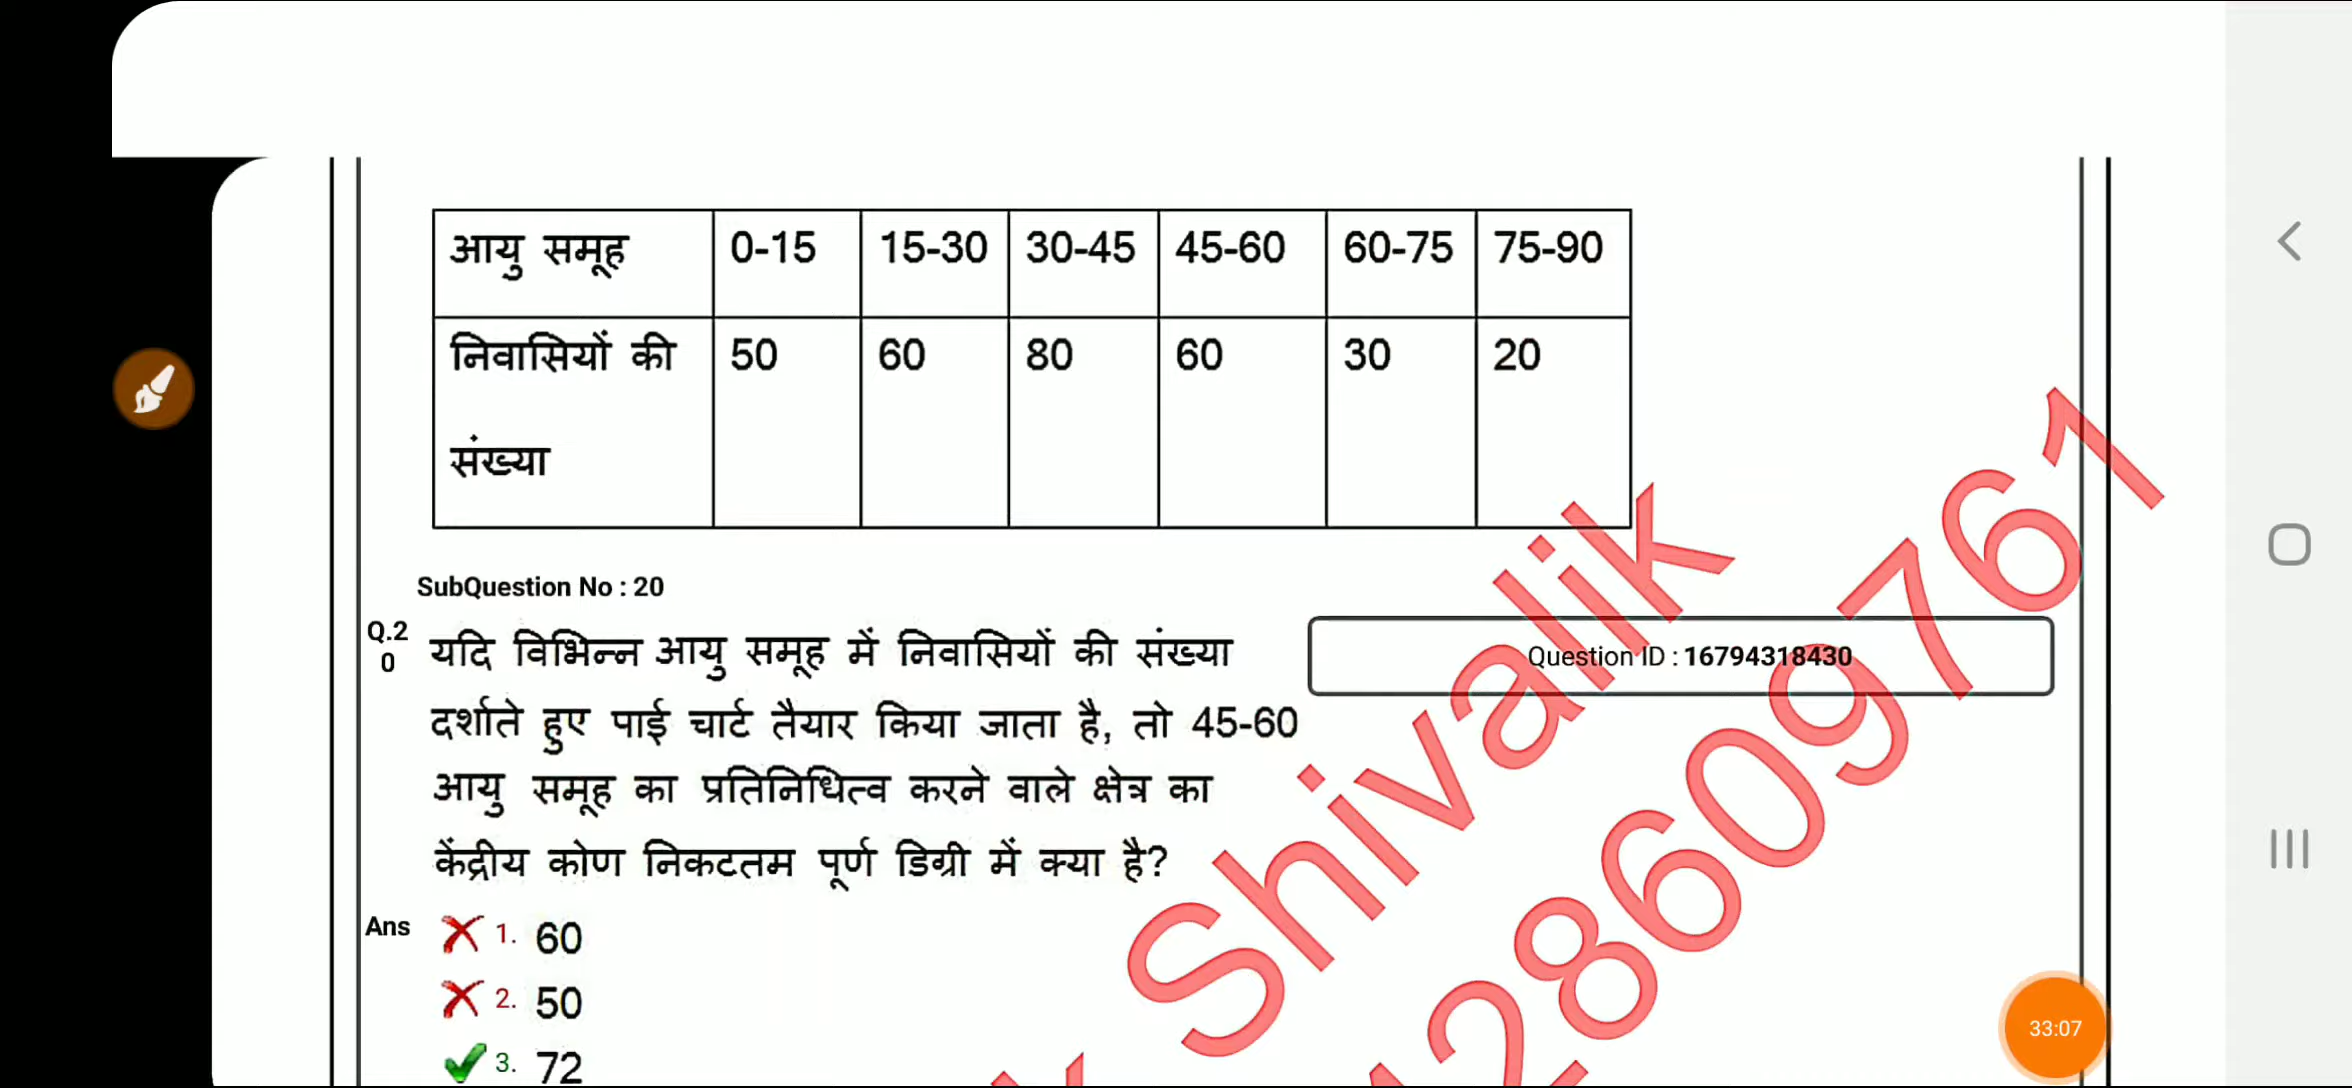 आयु समूह 0-15 15-30 30-45 45-60 60-75 75-90
निवासियों की 50 60 80 60 30 20
संख्या
SubQuestion No : 20
Q.2 यदि विभिन्न आयु समूह में निवासियों की संख्या
0
Question ID : 16794318430
दर्शाते हुए पाई चार्ट तैयार किया जाता है, तो 45-60
आयु समूह का प्रतिनिधित्व करने वाले क्षेत्र का
केंद्रीय कोण निकटतम पूर्ण डिग्री में क्या है?
Ans 1. 60
2. 50
3. 72
Shivalik
33:07